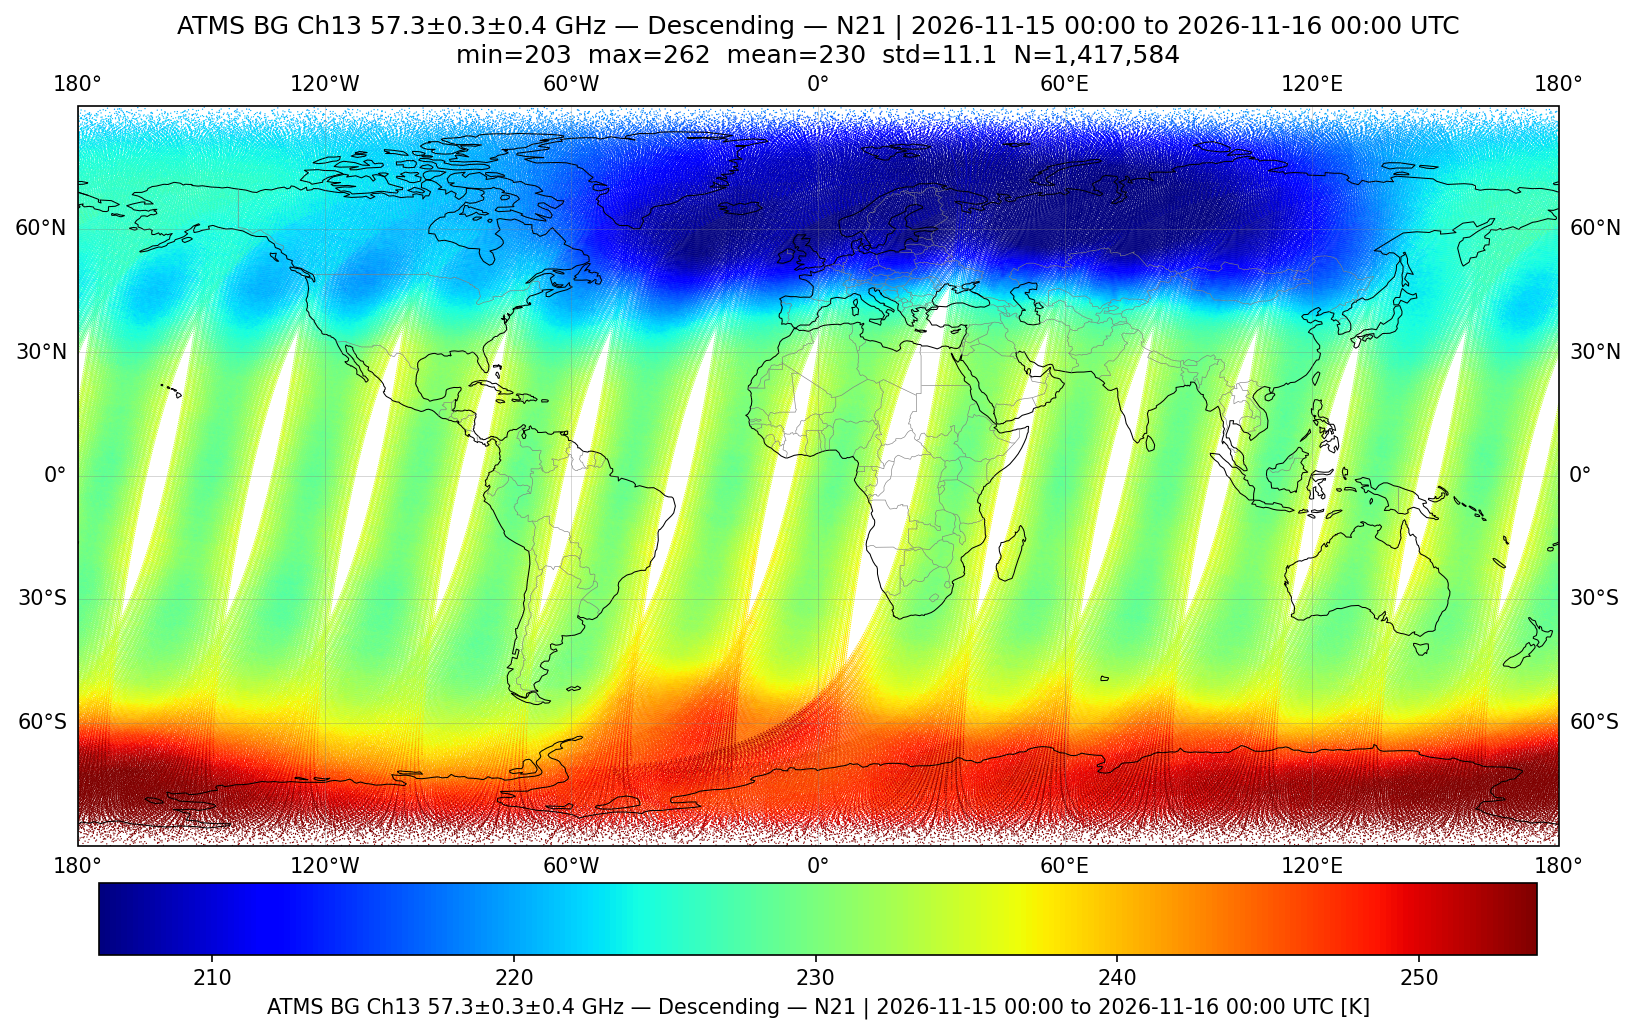 ATMS BG Ch13 57.3±0.3±0.4 GHz — Descending — N21 | 2026-11-15 00:00 to 2026-11-16 00:00 UTC
min=203 max=262 mean=230 std=11.1 N=1,417,584
180° 120°W 60°W 0° 60°E 120°E 180°
60°N 60°N
30°N 30°N
0° 0°
30°S 30°S
60°S 60°S
180° 120°W 60°W 0° 60°E 120°E 180°
210 220 230 240 250
ATMS BG Ch13 57.3±0.3±0.4 GHz — Descending — N21 | 2026-11-15 00:00 to 2026-11-16 00:00 UTC [K]